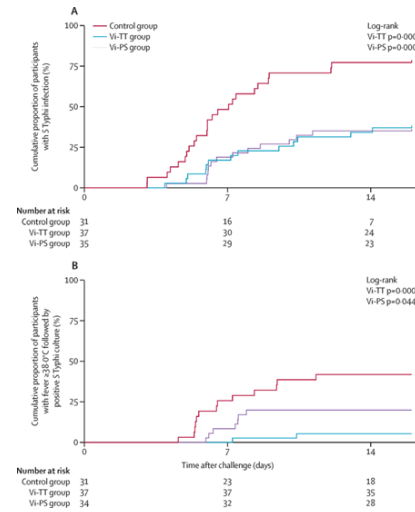 A
Control group
Vi-TT group
Vi-PS group
Log-rank
Vi-TT p=0·000
Vi-PS p=0·000
Cumulative proportion of participants
with S Typhi infection (%)
100
75
50
25
0
0 7 14
Number at risk
Control group 31 16 7
Vi-TT group 37 30 24
Vi-PS group 35 29 23
B
Log-rank
Vi-TT p=0·000
Vi-PS p=0·044
Cumulative proportion of participants
with fever ≥38·0°C followed by
positive S Typhi culture (%)
100
75
50
25
0
0 7 14
Time after challenge (days)
Number at risk
Control group 31 23 18
Vi-TT group 37 37 35
Vi-PS group 34 32 28